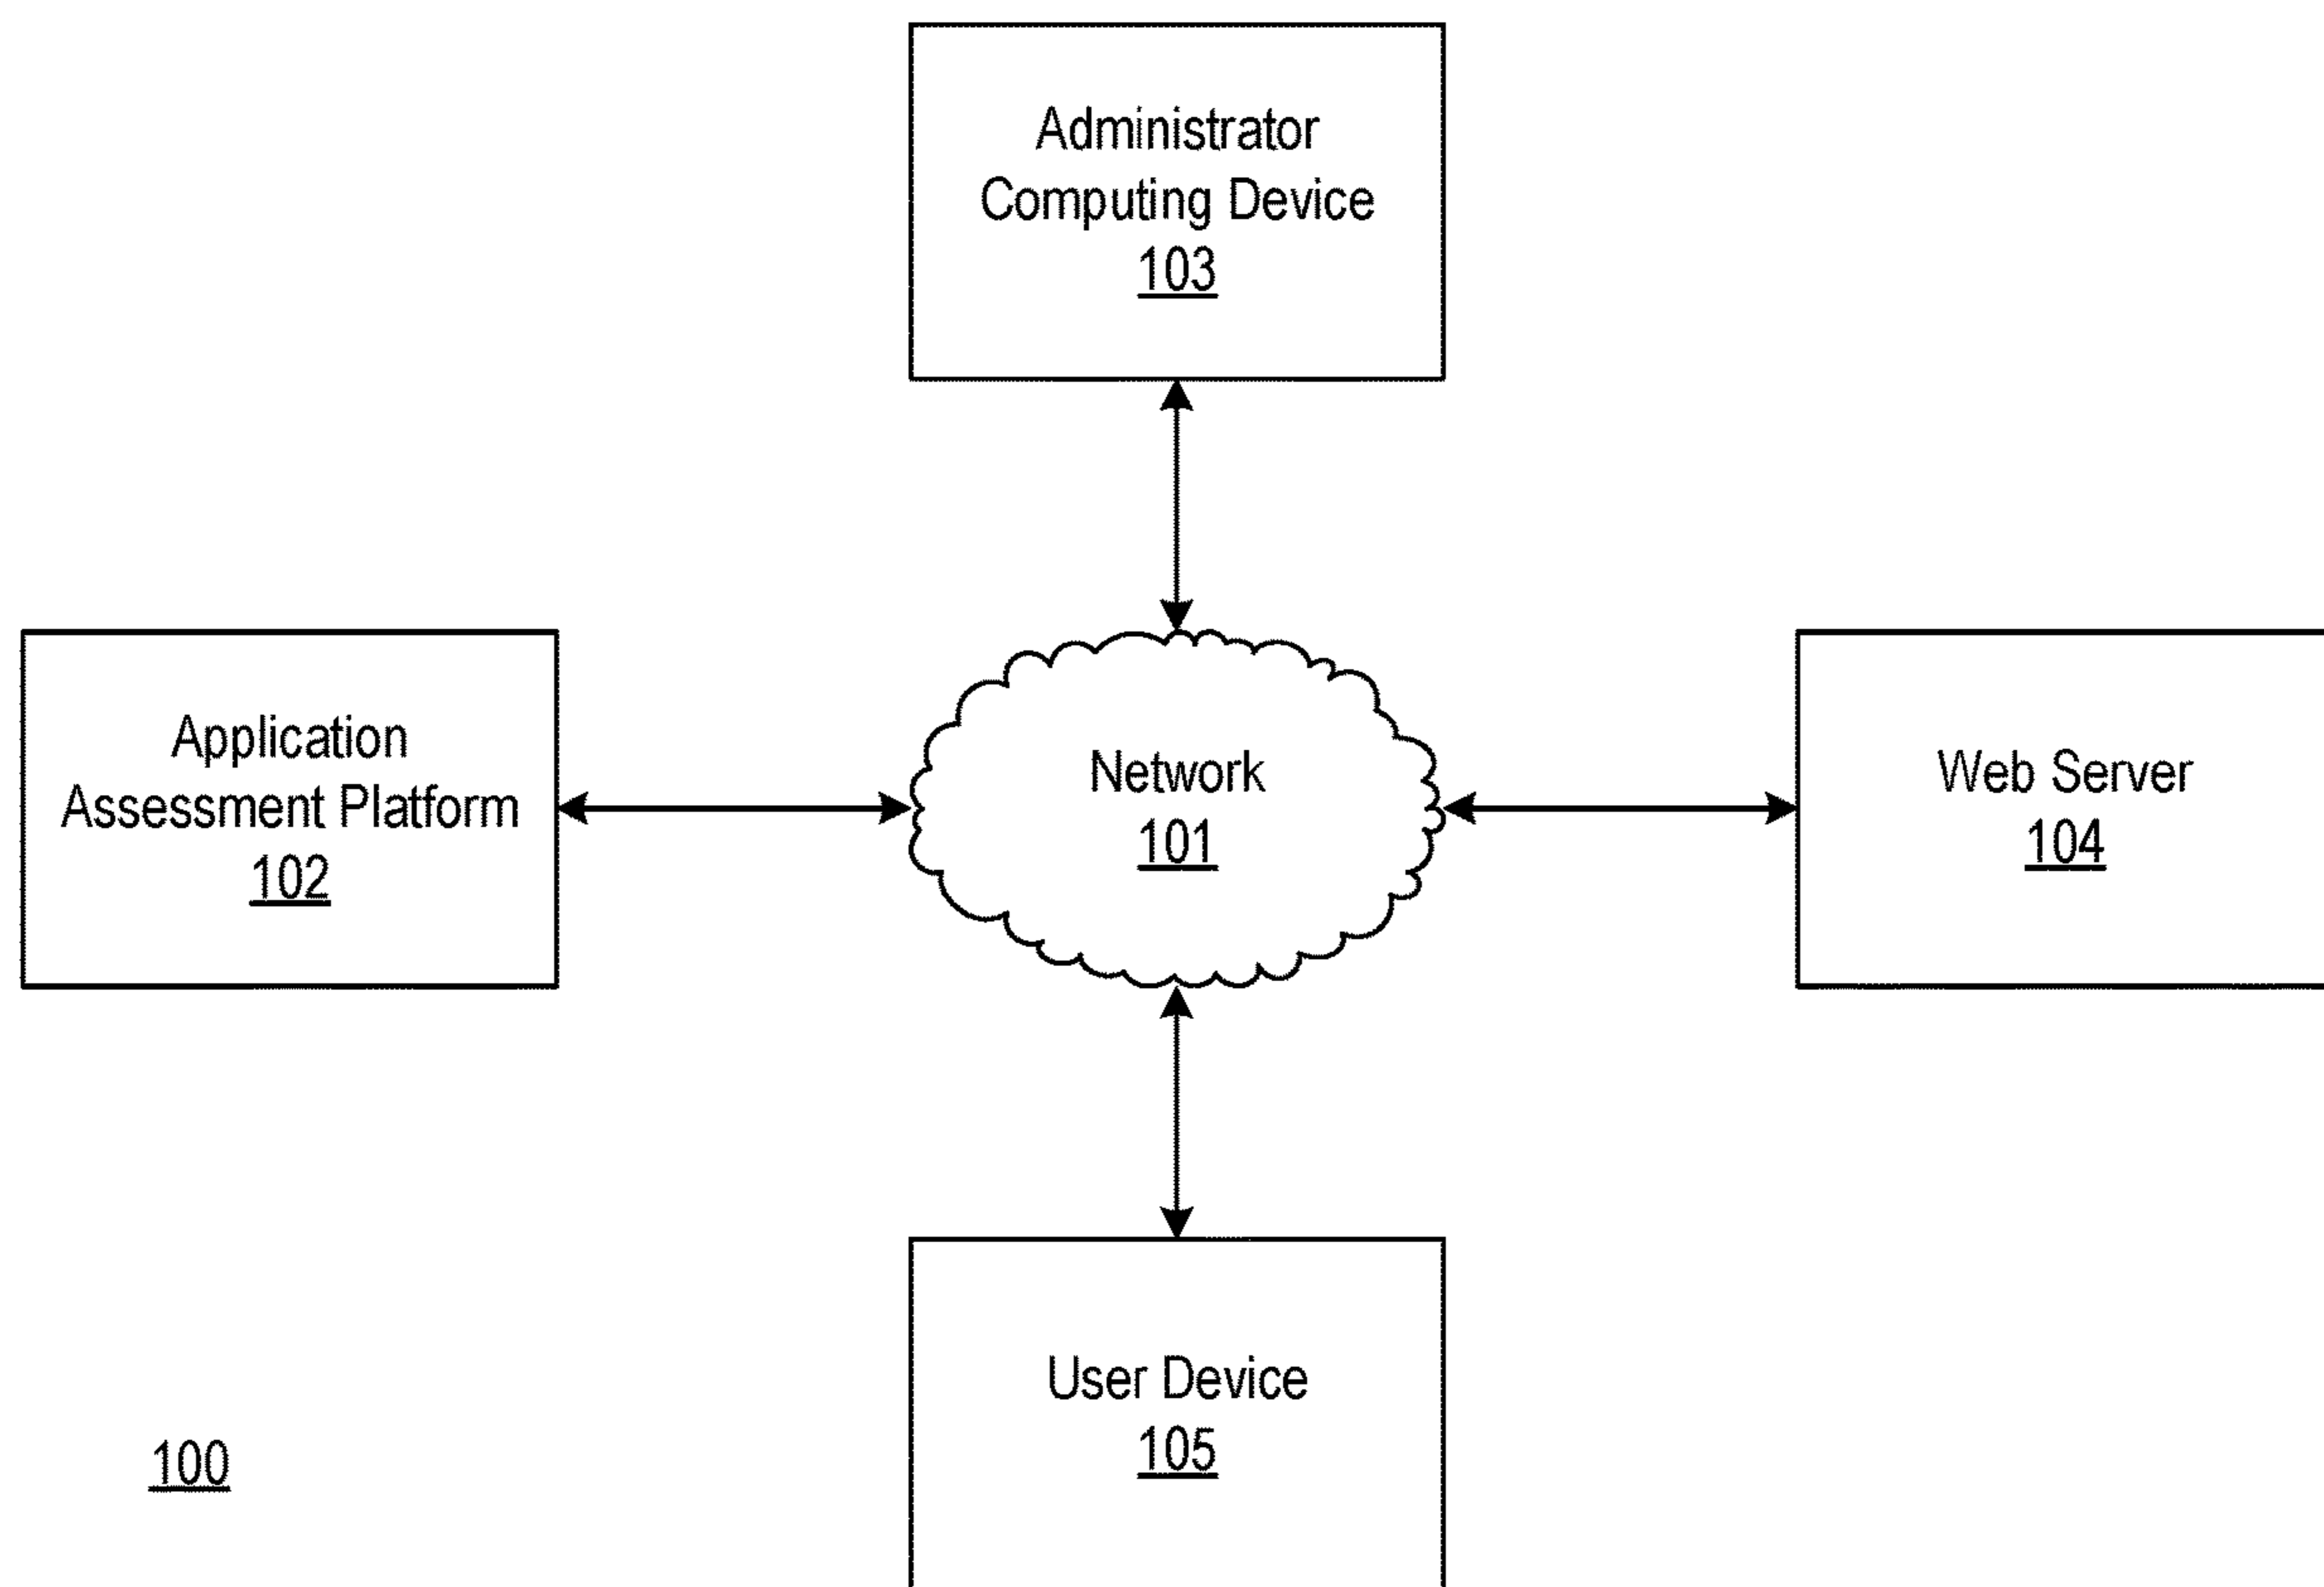 Administrator
Computing Device
103
Application
Assessment Platform
102
Network
101
Web Server
104
User Device
105
100